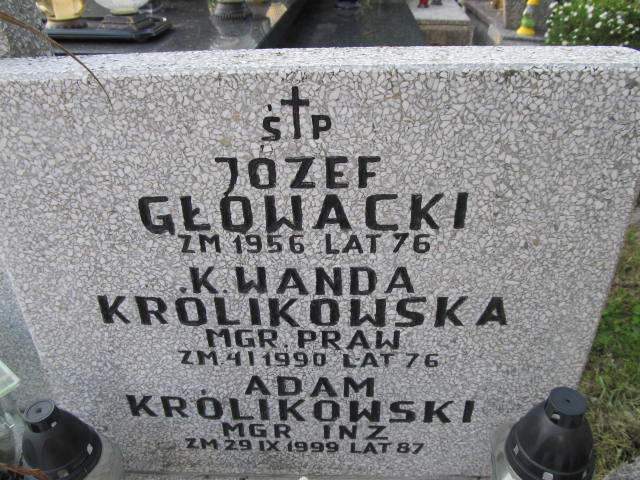 Ś†P
JÓZEF
GŁOWACKI
ZM 1956 LAT 76
.K. WANDA
KRÓLIKOWSKA
MGR. PRAW
ZM. 4 I 1990 LAT 76
ADAM
KRÓLIKOWSKI
MGR INŻ
ZM 29 IX 1999 LAT 87